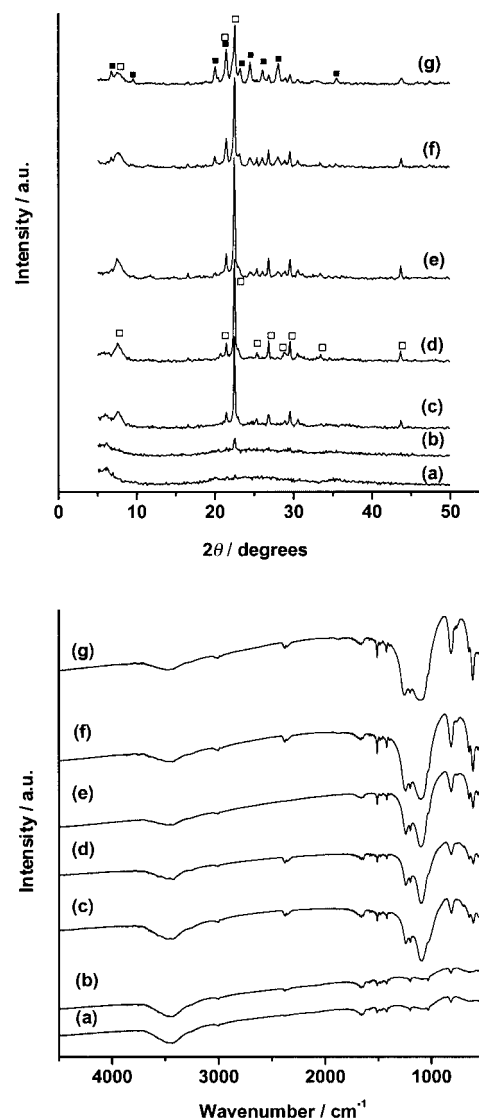 (g)
(f)
(e)
(d)
(c)
(b)
(a)
Intensity / a.u.
0 10 20 30 40 50
2θ / degrees
(g)
(f)
(e)
(d)
(c)
(b)
(a)
Intensity / a.u.
4000 3000 2000 1000
Wavenumber / cm⁻¹